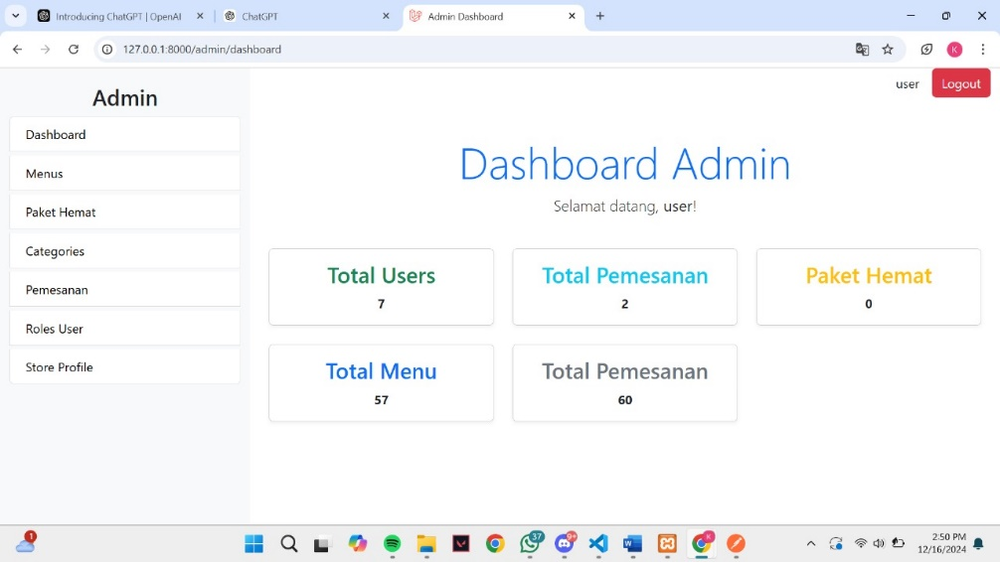 Introducing ChatGPT | OpenAI
ChatGPT
Admin Dashboard
127.0.0.1:8000/admin/dashboard
K
user
Logout
Admin
Dashboard
Menus
Paket Hemat
Categories
Pemesanan
Roles User
Store Profile
Dashboard Admin
Selamat datang, user!
Total Users
7
Total Pemesanan
2
Paket Hemat
0
Total Menu
57
Total Pemesanan
60
1
37
9+
K
2:50 PM
12/16/2024